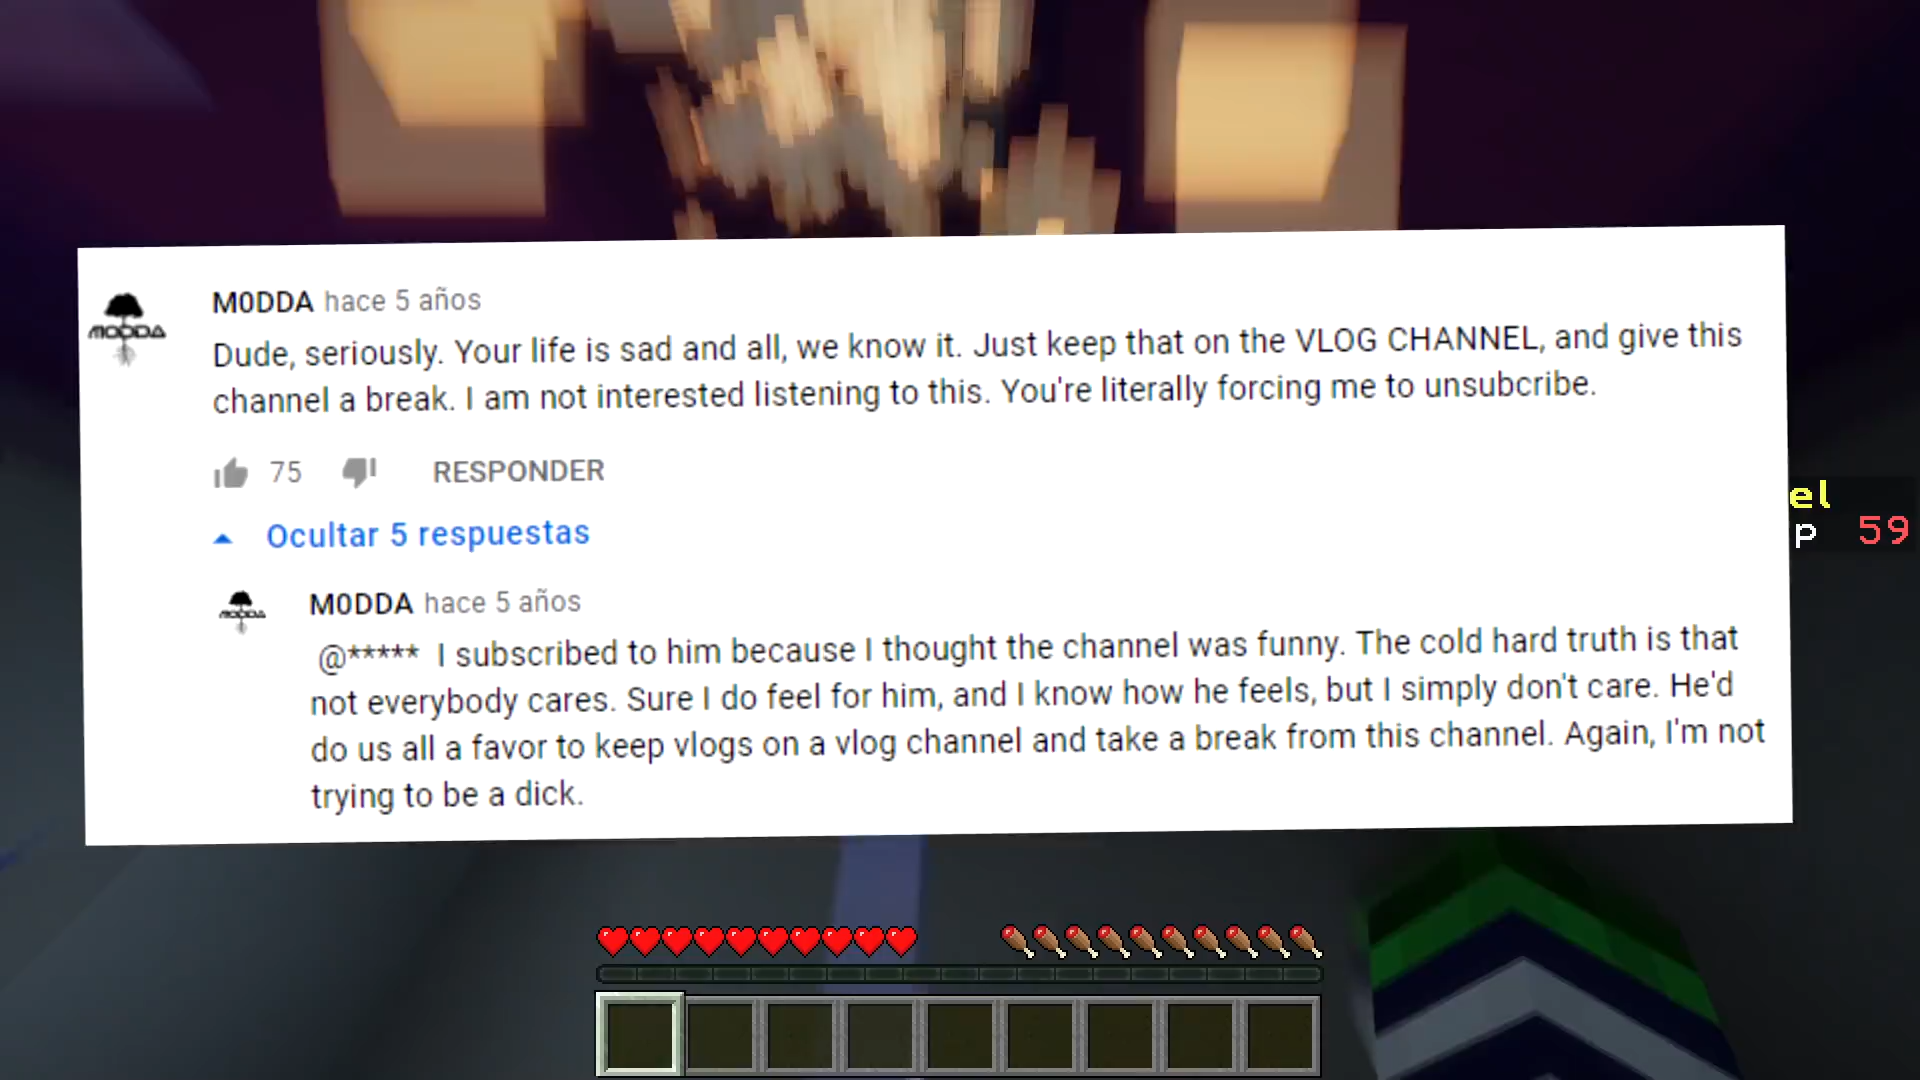 M0DDA hace 5 años
MODDA
Dude, seriously. Your life is sad and all, we know it. Just keep that on the VLOG CHANNEL, and give this
channel a break. I am not interested listening to this. You're literally forcing me to unsubcribe.
75 RESPONDER
Ocultar 5 respuestas
el
p 59
M0DDA hace 5 años
MODDA
@***** I subscribed to him because I thought the channel was funny. The cold hard truth is that
not everybody cares. Sure I do feel for him, and I know how he feels, but I simply don't care. He'd
do us all a favor to keep vlogs on a vlog channel and take a break from this channel. Again, I'm not
trying to be a dick.